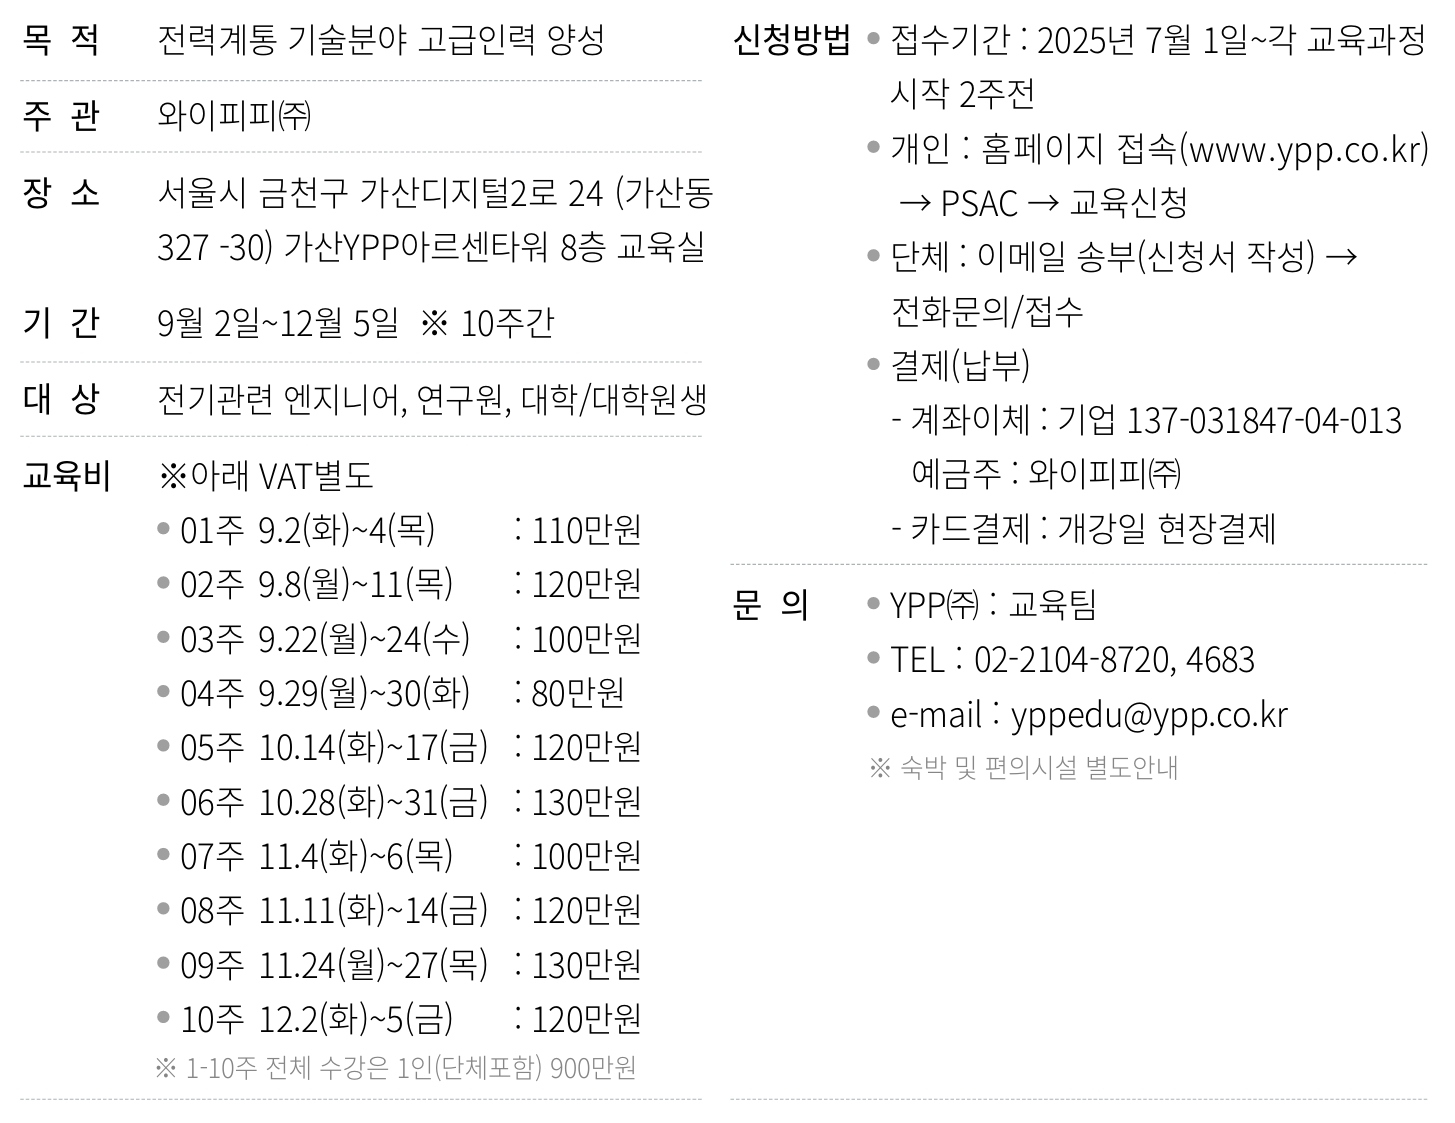 목 적 전력계통 기술분야 고급인력 양성
주 관 와이피피㈜
장 소 서울시 금천구 가산디지털2로 24 (가산동
327 -30) 가산YPP아르센타워 8층 교육실
기 간 9월 2일~12월 5일 ※ 10주간
대 상 전기관련 엔지니어, 연구원, 대학/대학원생
교육비 ※아래 VAT별도
● 01주 9.2(화)~4(목) : 110만원
● 02주 9.8(월)~11(목) : 120만원
● 03주 9.22(월)~24(수) : 100만원
● 04주 9.29(월)~30(화) : 80만원
● 05주 10.14(화)~17(금) : 120만원
● 06주 10.28(화)~31(금) : 130만원
● 07주 11.4(화)~6(목) : 100만원
● 08주 11.11(화)~14(금) : 120만원
● 09주 11.24(월)~27(목) : 130만원
● 10주 12.2(화)~5(금) : 120만원
※ 1-10주 전체 수강은 1인(단체포함) 900만원
신청방법 ● 접수기간 : 2025년 7월 1일~각 교육과정
시작 2주전
● 개인 : 홈페이지 접속(www.ypp.co.kr)
→ PSAC → 교육신청
● 단체 : 이메일 송부(신청서 작성) →
전화문의/접수
● 결제(납부)
- 계좌이체 : 기업 137-031847-04-013
예금주 : 와이피피㈜
- 카드결제 : 개강일 현장결제
문 의 ● YPP㈜ : 교육팀
● TEL : 02-2104-8720, 4683
● e-mail : yppedu@ypp.co.kr
※ 숙박 및 편의시설 별도안내